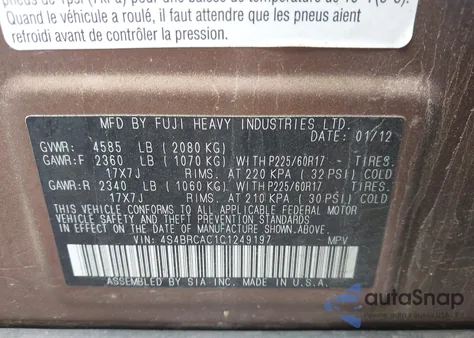 Quand le véhicule a roulé, il faut attendre que les pneus aient
refroidi avant de contrôler la pression.
MFD BY FUJI HEAVY INDUSTRIES LTD.
DATE: 01/12
GVWR: 4585 LB (2080 KG)
GAWR:F 2360 LB (1070 KG) WITH P225/60R17 - TIRES.
17X7J RIMS. AT 220 KPA (32 PSI) COLD
GAWR:R 2340 LB (1060 KG) WITH P225/60R17 - TIRES.
17X7J RIMS. AT 210 KPA (30 PSI) COLD
THIS VEHICLE CONFORMS TO ALL APPLICABLE FEDERAL MOTOR
VEHICLE SAFETY, BUMPER, AND THEFT PREVENTION STANDARDS
IN EFFECT ON THE DATE OF MANUFACTURE SHOWN ABOVE.
VIN: 4S4BRCAC1C1249197 MPV
ASSEMBLED BY SIA INC. IN U.S.A.
autoSnap